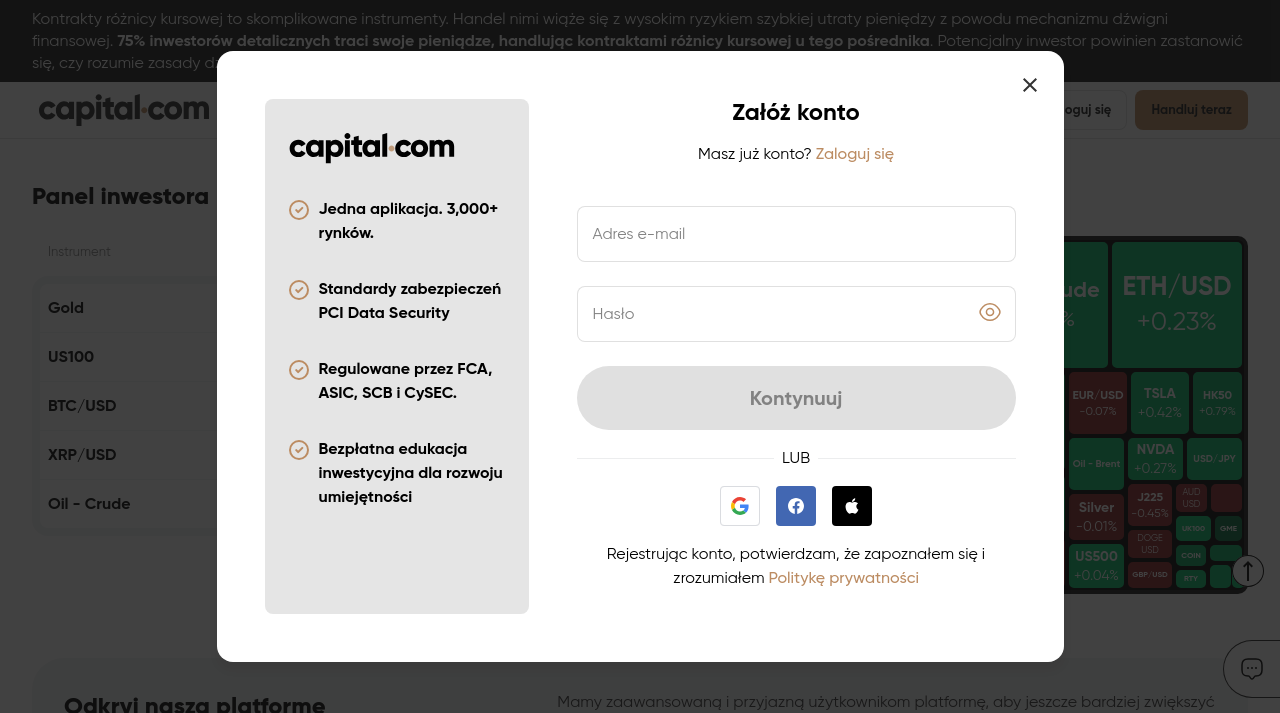 Kontrakty różnicy kursowej to skomplikowane instrumenty. Handel nimi wiąże się z wysokim ryzykiem szybkiej utraty pieniędzy z powodu mechanizmu dźwigni
finansowej. 75% inwestorów detalicznych traci swoje pieniądze, handlując kontraktami różnicy kursowej u tego pośrednika. Potencjalny inwestor powinien zastanowić
się, czy rozumie zasady
capital.com
Handluj teraz
Panel inwestora
Instrument
Gold
US100
BTC/USD
XRP/USD
Oil - Crude
capital.com
Jedna aplikacja. 3,000+
rynków.
Standardy zabezpieczeń
PCI Data Security
Regulowane przez FCA,
ASIC, SCB i CySEC.
Bezpłatna edukacja
inwestycyjna dla rozwoju
umiejętności
Załóż konto
Masz już konto? Zaloguj się
Adres e-mail
Hasło
Kontynuuj
LUB
Rejestrując konto, potwierdzam, że zapoznałem się i
zrozumiałem Politykę prywatności
ETH/USD
+0.23%
EUR/USD
-0.07%
TSLA
+0.42%
HK50
+0.79%
Oil - Brent
NVDA
+0.27%
USD/JPY
Silver
-0.01%
J225
-0.45%
AUD
USD
UK100
GME
DOGE
USD
US500
+0.04%
COIN
GBP/USD
RTY
Odkryj naszą platformę
Mamy zaawansowaną i przyjazną użytkownikom platformę, aby jeszcze bardziej zwiększyć